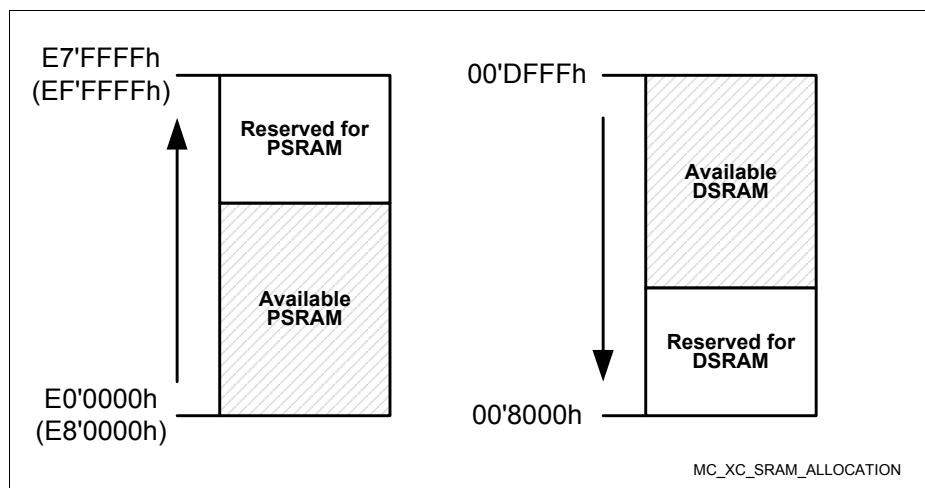 E7'FFFFh
(EF'FFFFh)
Reserved for
PSRAM
Available
PSRAM
E0'0000h
(E8'0000h)
00'DFFFh
Available
DSRAM
Reserved for
DSRAM
00'8000h
MC_XC_SRAM_ALLOCATION